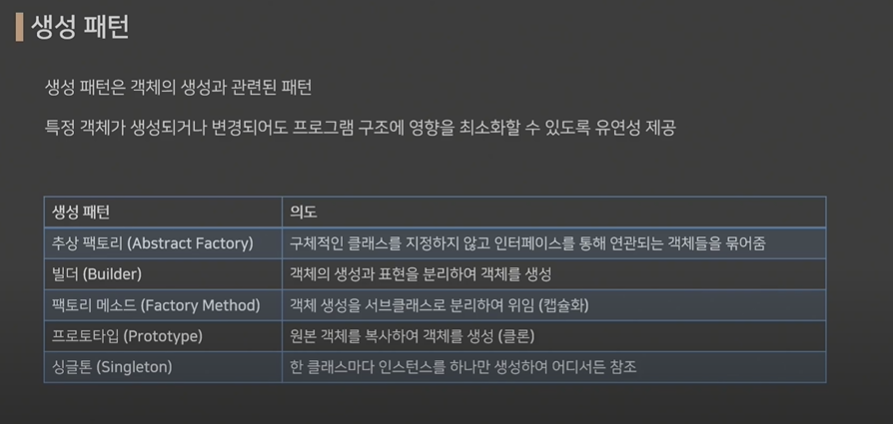 생성 패턴
생성 패턴은 객체의 생성과 관련된 패턴
특정 객체가 생성되거나 변경되어도 프로그램 구조에 영향을 최소화할 수 있도록 유연성 제공
생성 패턴 의도
추상 팩토리 (Abstract Factory) 구체적인 클래스를 지정하지 않고 인터페이스를 통해 연관되는 객체들을 묶어줌
빌더 (Builder) 객체의 생성과 표현을 분리하여 객체를 생성
팩토리 메소드 (Factory Method) 객체 생성을 서브클래스로 분리하여 위임 (캡슐화)
프로토타입 (Prototype) 원본 객체를 복사하여 객체를 생성 (클론)
싱글톤 (Singleton) 한 클래스마다 인스턴스를 하나만 생성하여 어디서든 참조